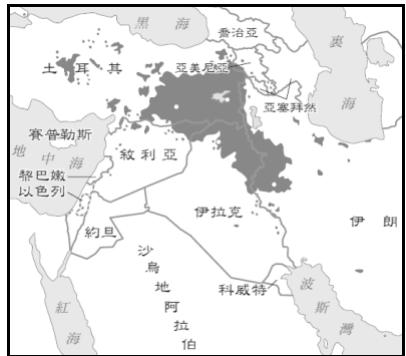 黑海
喬治亞
裏海
土耳其
亞美尼亞
亞塞拜然
賽普勒斯
地中海
敘利亞
黎巴嫩
以色列
伊拉克
伊朗
約旦
沙烏地阿拉伯
科威特
波斯灣
紅海